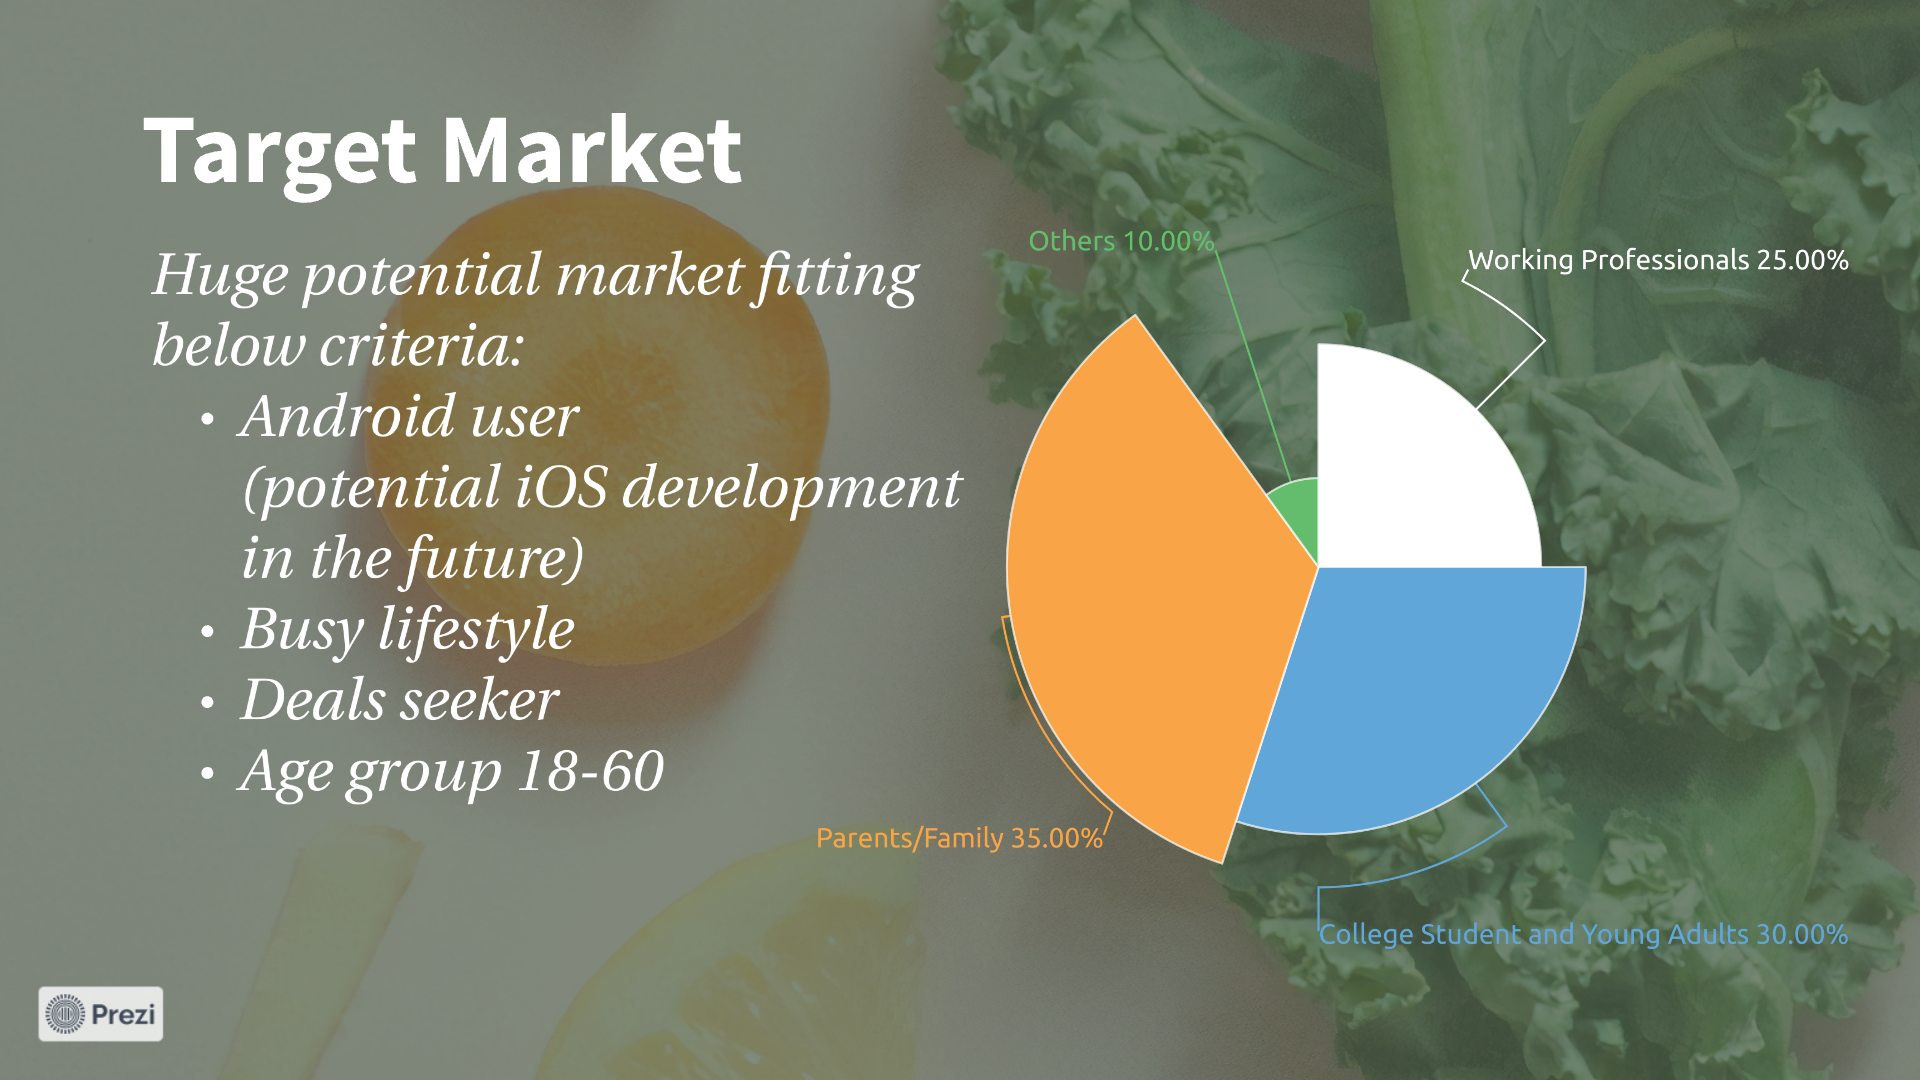 Target Market
Huge potential market fitting
below criteria:
• Android user
(potential iOS development
in the future)
• Busy lifestyle
• Deals seeker
• Age group 18-60
Others 10.00%
Working Professionals 25.00%
Parents/Family 35.00%
College Student and Young Adults 30.00%
Prezi